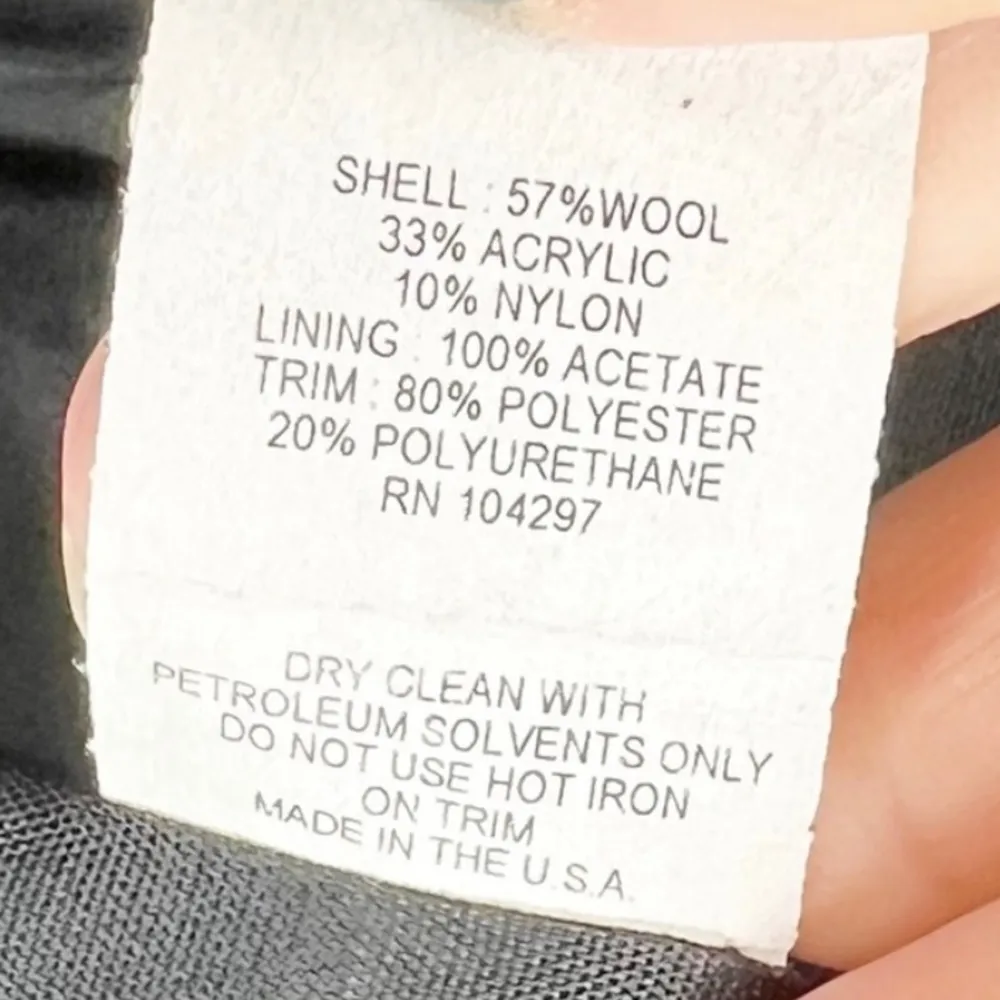 SHELL : 57%WOOL
33% ACRYLIC
10% NYLON
LINING : 100% ACETATE
TRIM : 80% POLYESTER
20% POLYURETHANE
RN 104297
DRY CLEAN WITH
PETROLEUM SOLVENTS ONLY
DO NOT USE HOT IRON
ON TRIM
MADE IN THE U.S.A.